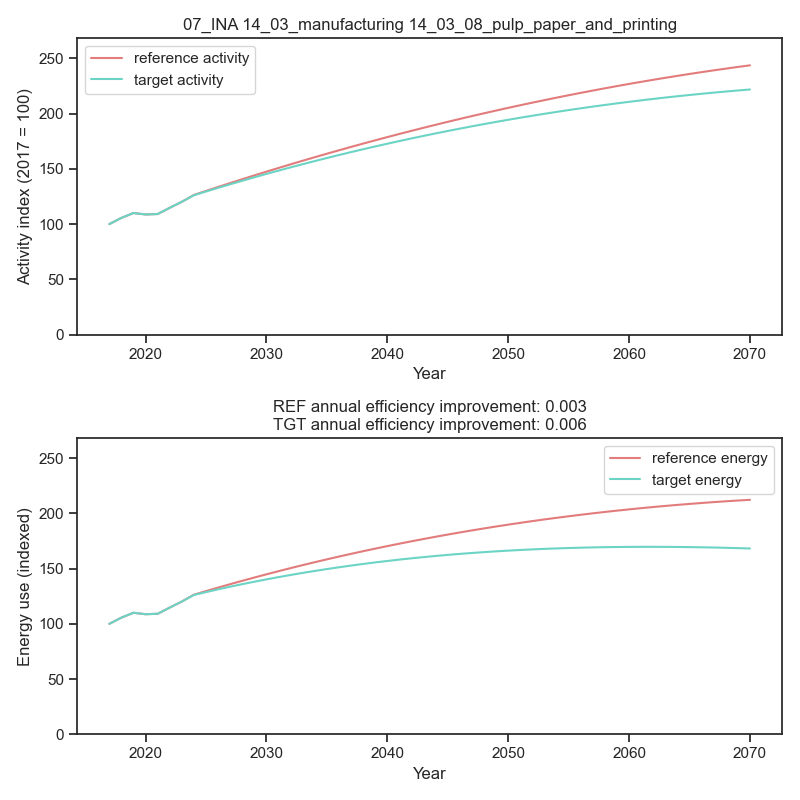 07_INA 14_03_manufacturing 14_03_08_pulp_paper_and_printing
reference activity
target activity
Activity index (2017 = 100)
250
200
150
100
50
0
2020 2030 2040 2050 2060 2070
Year
REF annual efficiency improvement: 0.003
TGT annual efficiency improvement: 0.006
reference energy
target energy
Energy use (indexed)
250
200
150
100
50
0
2020 2030 2040 2050 2060 2070
Year